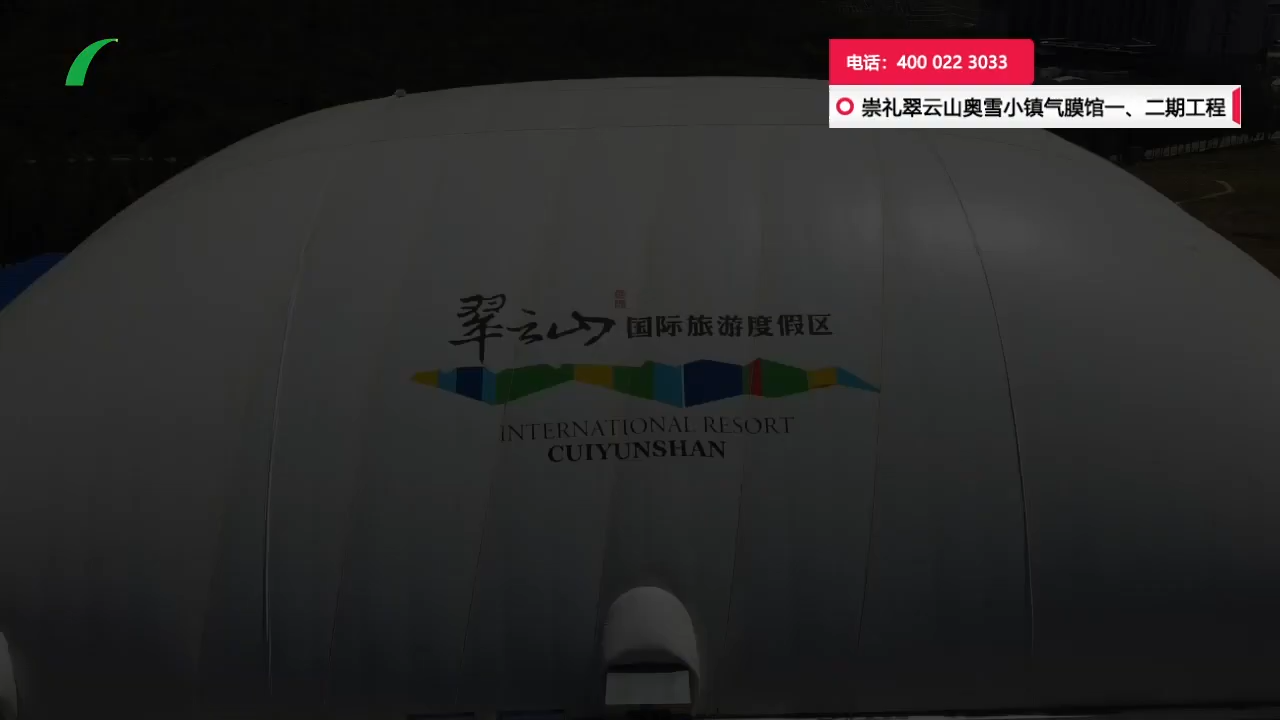 电话：400 022 3033
崇礼翠云山奥雪小镇气膜馆一、二期工程
翠云山 国际旅游度假区
INTERNATIONAL RESORT
CUIYUNSHAN